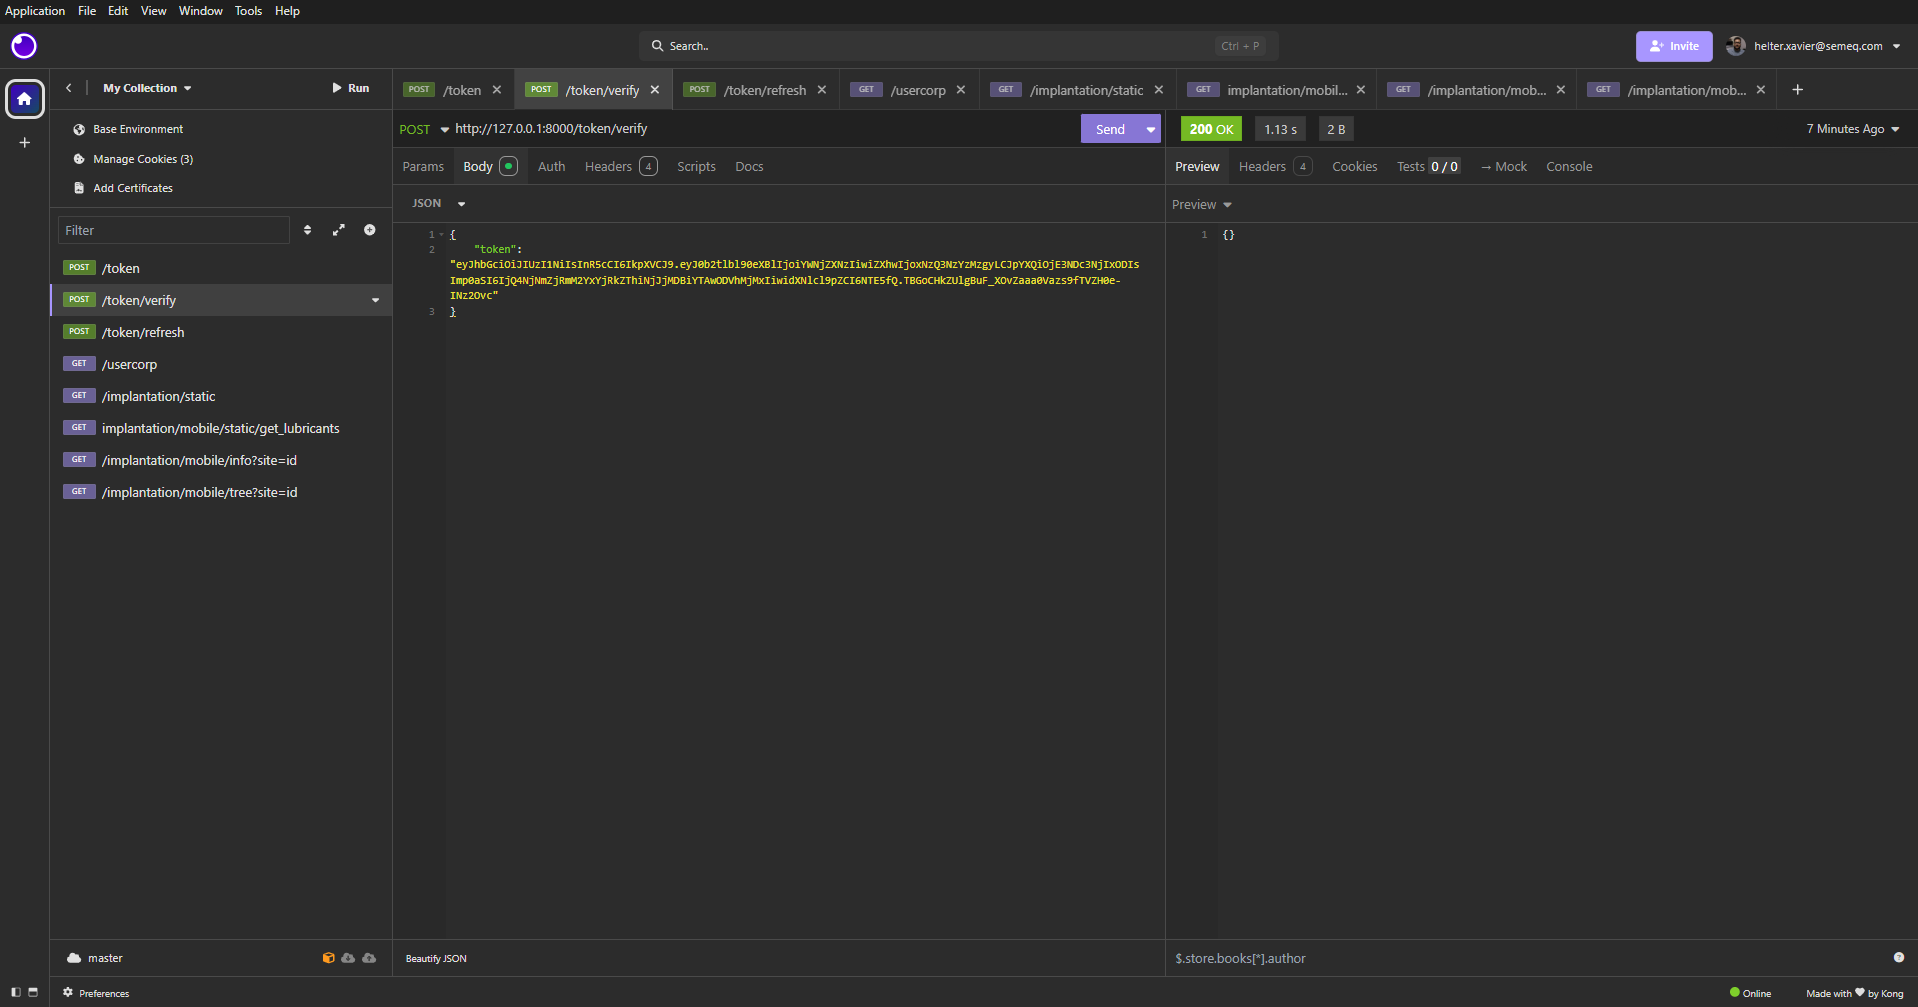 Application File Edit View Window Tools Help
Search.. Ctrl + P
Invite
helter.xavier@semeq.com
My Collection
Run
Base Environment
Manage Cookies (3)
Add Certificates
Filter
POST /token
POST /token/verify
POST /token/refresh
GET /usercorp
GET /implantation/static
GET implantation/mobile/static/get_lubricants
GET /implantation/mobile/info?site=id
GET /implantation/mobile/tree?site=id
master
Preferences
POST /token POST /token/verify POST /token/refresh GET /usercorp GET /implantation/static GET implantation/mobil... GET /implantation/mob... GET /implantation/mob...
POST http://127.0.0.1:8000/token/verify
Send
Params Body Auth Headers 4 Scripts Docs
JSON
1 {
2 "token":
"eyJhbGciOiJIUzI1NiIsInR5cCI6IkpXVCJ9.eyJ0b2tlbl90eXBlIjoiYWNjZXNzIiwiZXhwIjoxNzQ3NzYzMzgyLCJpYXQiOjE3NDc3NjIxODIs
Imp0aSI6IjQ4NjNmZjRmM2YxYjRkZThiNjJjMDBiYTAwODVhMjMxIiwidXNlcl9pZCI6NTE5fQ.TBGoCHkZUlgBuF_XOvZaaa0Vazs9fTVZH0e-
INz2Ovc"
3 }
Beautify JSON
200 OK 1.13 s 2 B
7 Minutes Ago
Preview Headers 4 Cookies Tests 0 / 0 → Mock Console
Preview
1 {}
$.store.books[*].author
Online
Made with ♥ by Kong